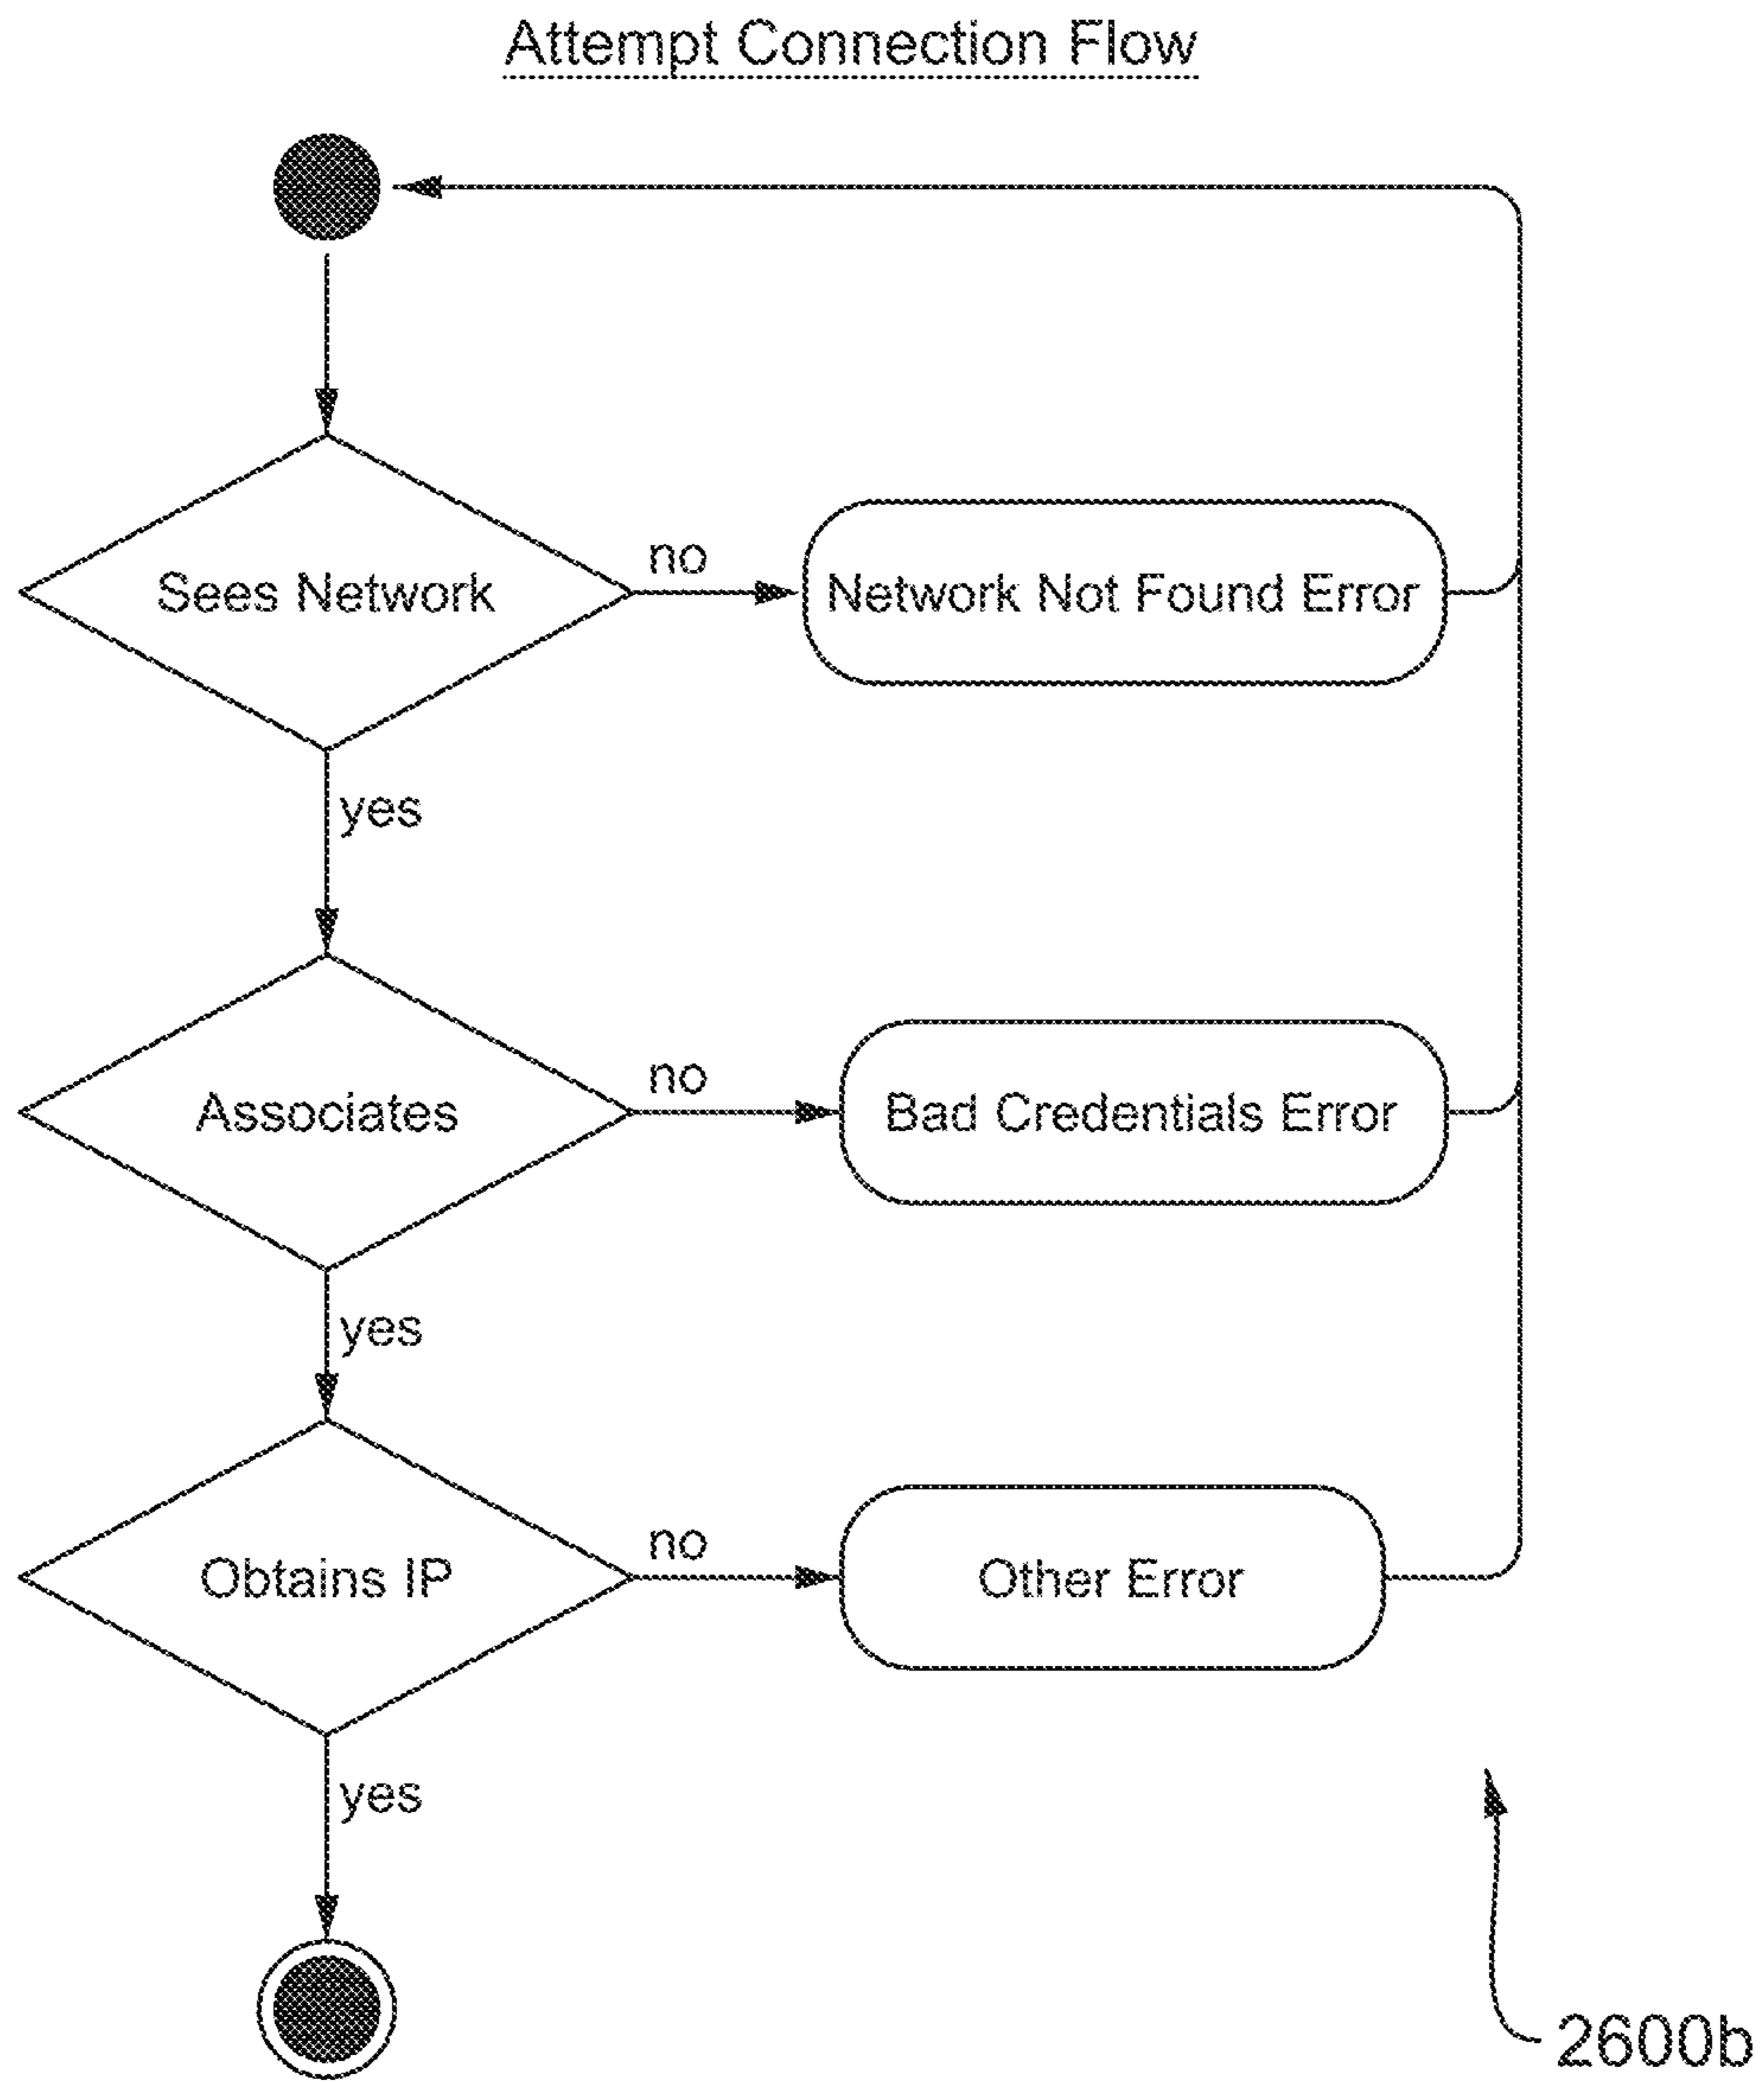 Attempt Connection Flow
Sees Network
no
Network Not Found Error
yes
Associates
no
Bad Credentials Error
yes
Obtains IP
no
Other Error
yes
2600b